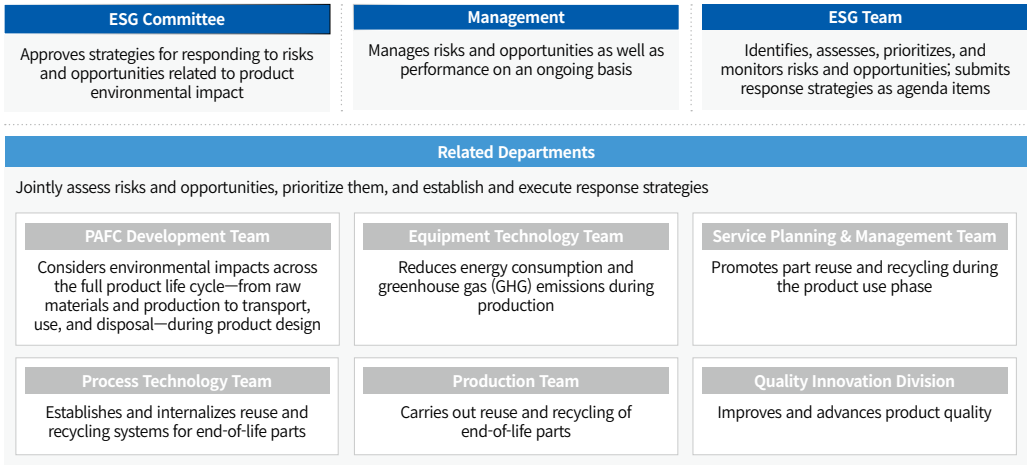 ESG Committee
Approves strategies for responding to risks
and opportunities related to product
environmental impact
Management
Manages risks and opportunities as well as
performance on an ongoing basis
ESG Team
Identifies, assesses, prioritizes, and
monitors risks and opportunities; submits
response strategies as agenda items
Related Departments
Jointly assess risks and opportunities, prioritize them, and establish and execute response strategies
PAFC Development Team
Considers environmental impacts across
the full product life cycle—from raw
materials and production to transport,
use, and disposal—during product design
Equipment Technology Team
Reduces energy consumption and
greenhouse gas (GHG) emissions during
production
Service Planning & Management Team
Promotes part reuse and recycling during
the product use phase
Process Technology Team
Establishes and internalizes reuse and
recycling systems for end-of-life parts
Production Team
Carries out reuse and recycling of
end-of-life parts
Quality Innovation Division
Improves and advances product quality